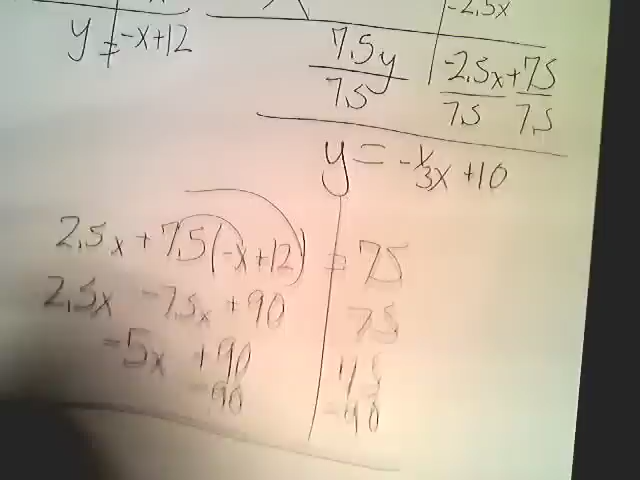 -2.5x
y = -x+12
7.5y -2.5x+75
7.5 7.5 7.5
y = -1/3x +10
2.5x + 7.5(-x+12) = 75
2.5x -7.5x +90 75
-5x +90 75
-90 -90